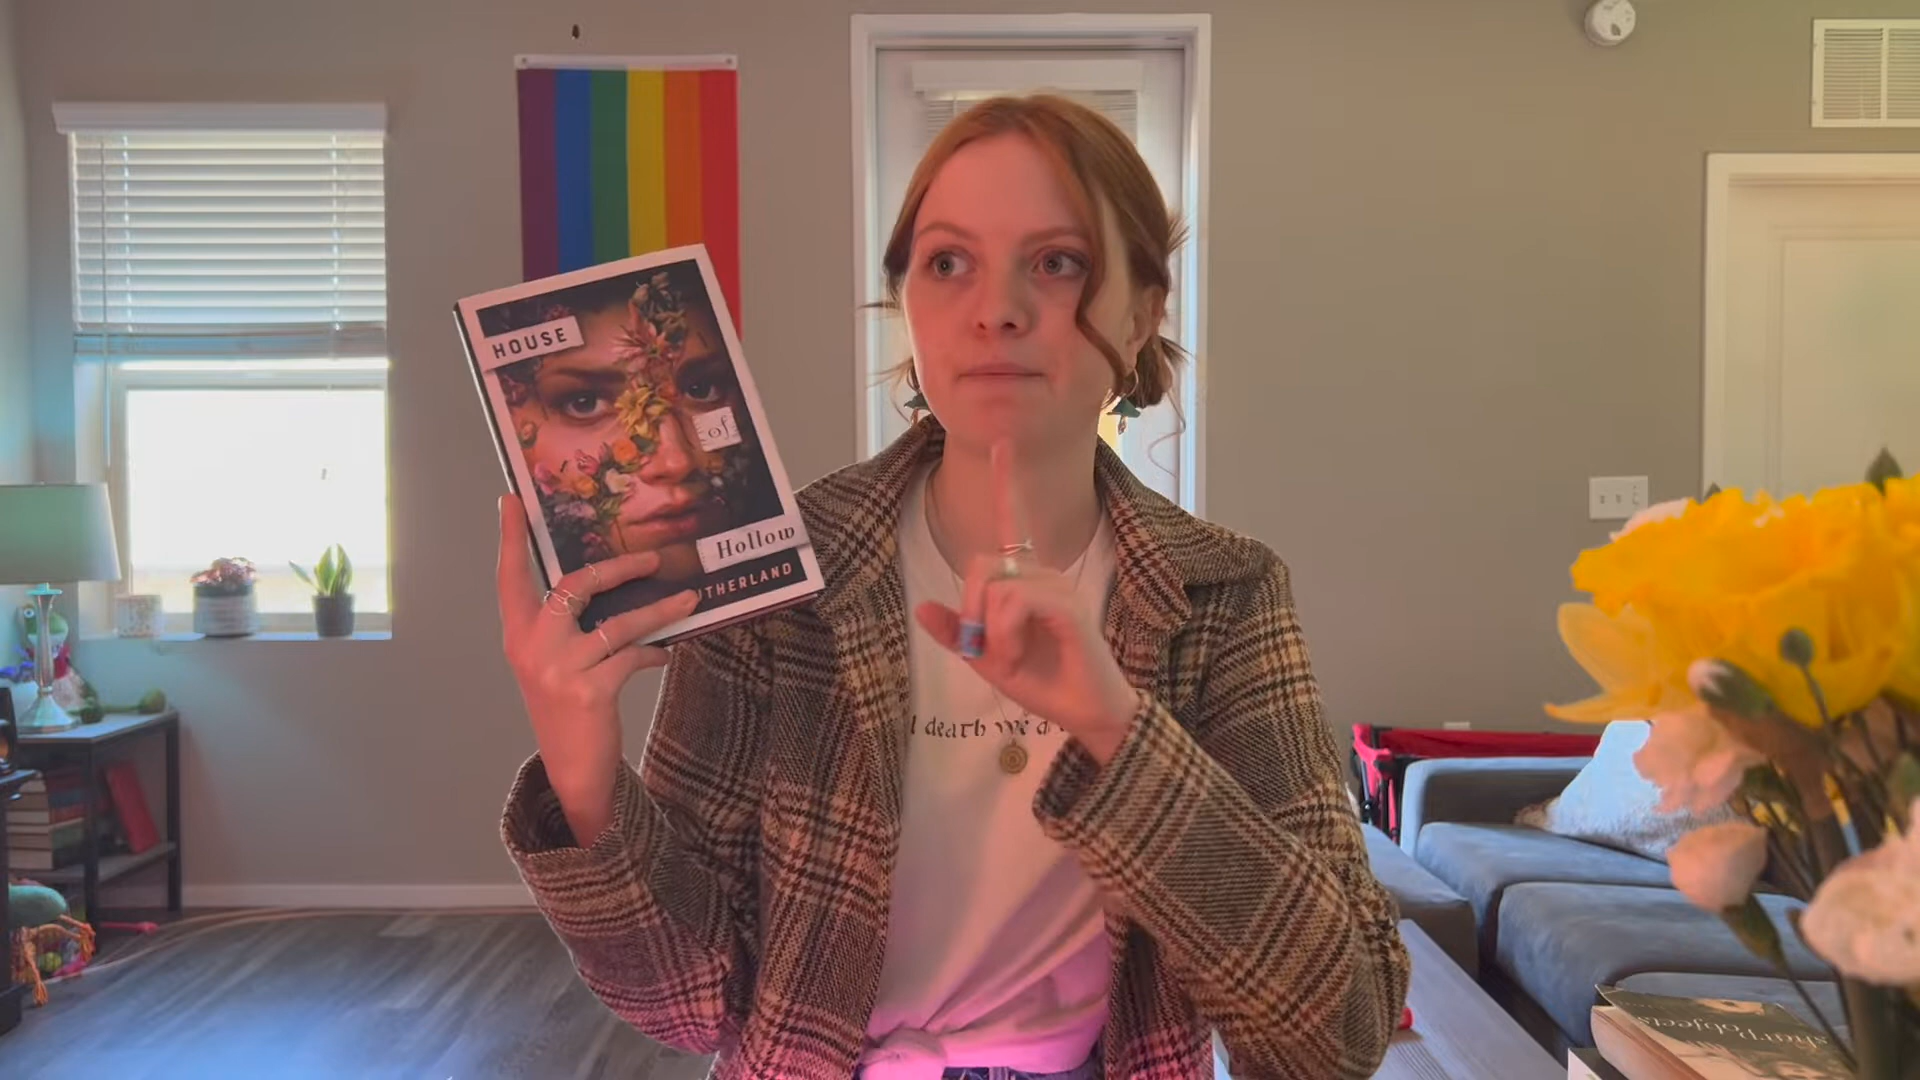 HOUSE
of
Hollow
UTHERLAND
l death we a
sharp objects